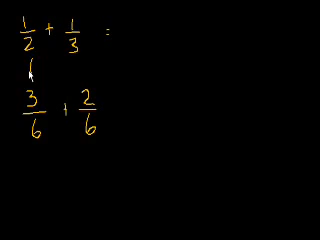 1/2 + 1/3 =
3/6 + 2/6